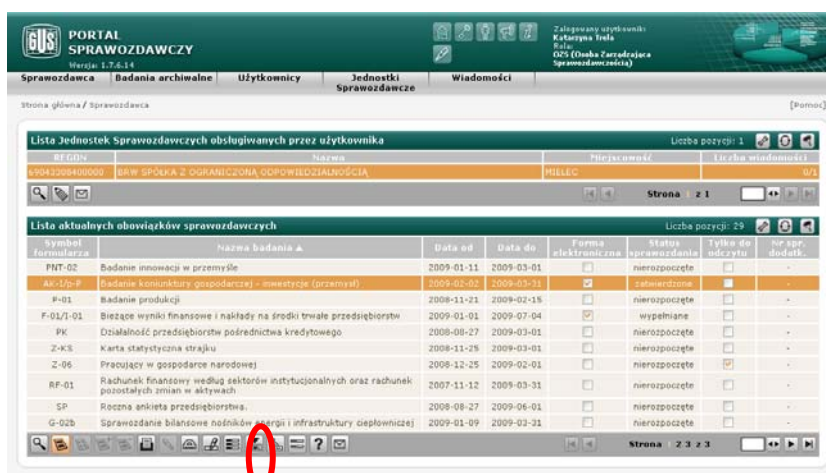 GUS PORTAL
SPRAWOZDAWCZY
Wersja: 1.7.6.14
Zalogowany użytkownik:
Katarzyna Trela
Rola:
OZS (Osoba Zarządzająca
Sprawozdawczością)
Sprawozdawca Badania archiwalne Użytkownicy Jednostki Sprawozdawcze Wiadomości
Strona główna / Sprawozdawca [Pomoc]
Lista Jednostek Sprawozdawczych obsługiwanych przez użytkownika Liczba pozycji: 1
REGON Nazwa Miejscowość Liczba wiadomości
69043308400000 BRW SPÓŁKA Z OGRANICZONĄ ODPOWIEDZIALNOŚCIĄ MIELEC 0/1
Strona 1 z 1
Lista aktualnych obowiązków sprawozdawczych Liczba pozycji: 29
Symbol formularza Nazwa badania ▲ Data od Data do Forma elektroniczna Status sprawozdania Tylko do odczytu Nr spr. dodatk.
PNT-02 Badanie innowacji w przemyśle 2009-01-11 2009-03-01 nierozpoczęte -
AK-I/p-P Badanie koniunktury gospodarczej - inwestycje (przemysł) 2009-02-02 2009-03-31 zatwierdzone -
P-01 Badanie produkcji 2008-11-21 2009-02-15 nierozpoczęte -
F-01/I-01 Bieżące wyniki finansowe i nakłady na środki trwałe przedsiębiorstw 2009-01-01 2009-07-04 wypełniane -
PK Działalność przedsiębiorstw pośrednictwa kredytowego 2008-08-27 2009-03-01 nierozpoczęte -
Z-KS Karta statystyczna strajku 2008-11-25 2009-03-01 nierozpoczęte -
Z-06 Pracujący w gospodarce narodowej 2008-12-25 2009-02-01 nierozpoczęte -
RF-01 Rachunek finansowy według sektorów instytucjonalnych oraz rachunek pozostałych zmian w aktywach 2007-11-12 2009-03-31 nierozpoczęte -
SP Roczna ankieta przedsiębiorstwa. 2008-08-27 2009-06-01 nierozpoczęte -
G-02b Sprawozdanie bilansowe nośników energii i infrastruktury ciepłowniczej 2009-01-09 2009-03-31 nierozpoczęte -
Strona 1 2 3 z 3